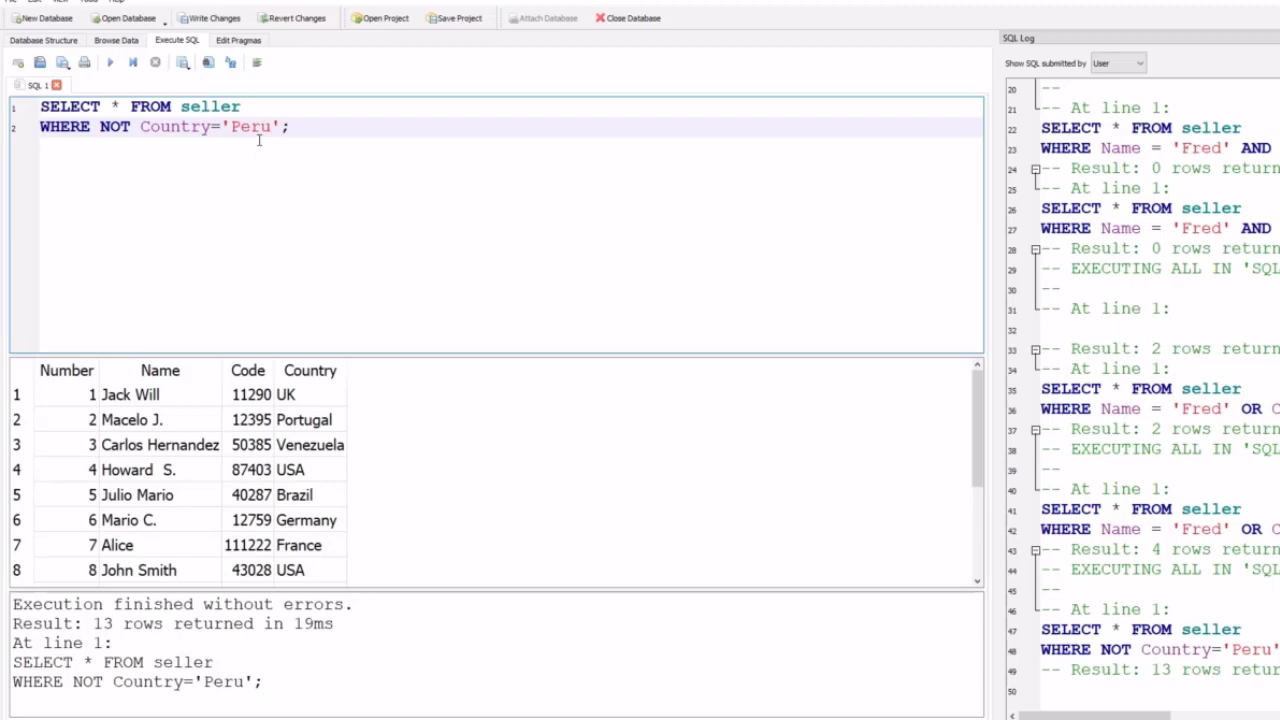 New Database Open Database Write Changes Revert Changes Open Project Save Project Attach Database Close Database
Database Structure Browse Data Execute SQL Edit Pragmas
SQL 1
1 SELECT * FROM seller
2 WHERE NOT Country='Peru';
Number Name Code Country
1 1 Jack Will 11290 UK
2 2 Macelo J. 12395 Portugal
3 3 Carlos Hernandez 50385 Venezuela
4 4 Howard S. 87403 USA
5 5 Julio Mario 40287 Brazil
6 6 Mario C. 12759 Germany
7 7 Alice 111222 France
8 8 John Smith 43028 USA
Execution finished without errors.
Result: 13 rows returned in 19ms
At line 1:
SELECT * FROM seller
WHERE NOT Country='Peru';
SQL Log
Show SQL submitted by User
20 --
21 -- At line 1:
22 SELECT * FROM seller
23 WHERE Name = 'Fred' AND
24 -- Result: 0 rows return
25 -- At line 1:
26 SELECT * FROM seller
27 WHERE Name = 'Fred' AND
28 -- Result: 0 rows return
29 -- EXECUTING ALL IN 'SQL
30 --
31 -- At line 1:
32
33 -- Result: 2 rows return
34 -- At line 1:
35 SELECT * FROM seller
36 WHERE Name = 'Fred' OR C
37 -- Result: 2 rows return
38 -- EXECUTING ALL IN 'SQL
39 --
40 -- At line 1:
41 SELECT * FROM seller
42 WHERE Name = 'Fred' OR C
43 -- Result: 4 rows return
44 -- EXECUTING ALL IN 'SQL
45 --
46 -- At line 1:
47 SELECT * FROM seller
48 WHERE NOT Country='Peru'
49 -- Result: 13 rows retur
50